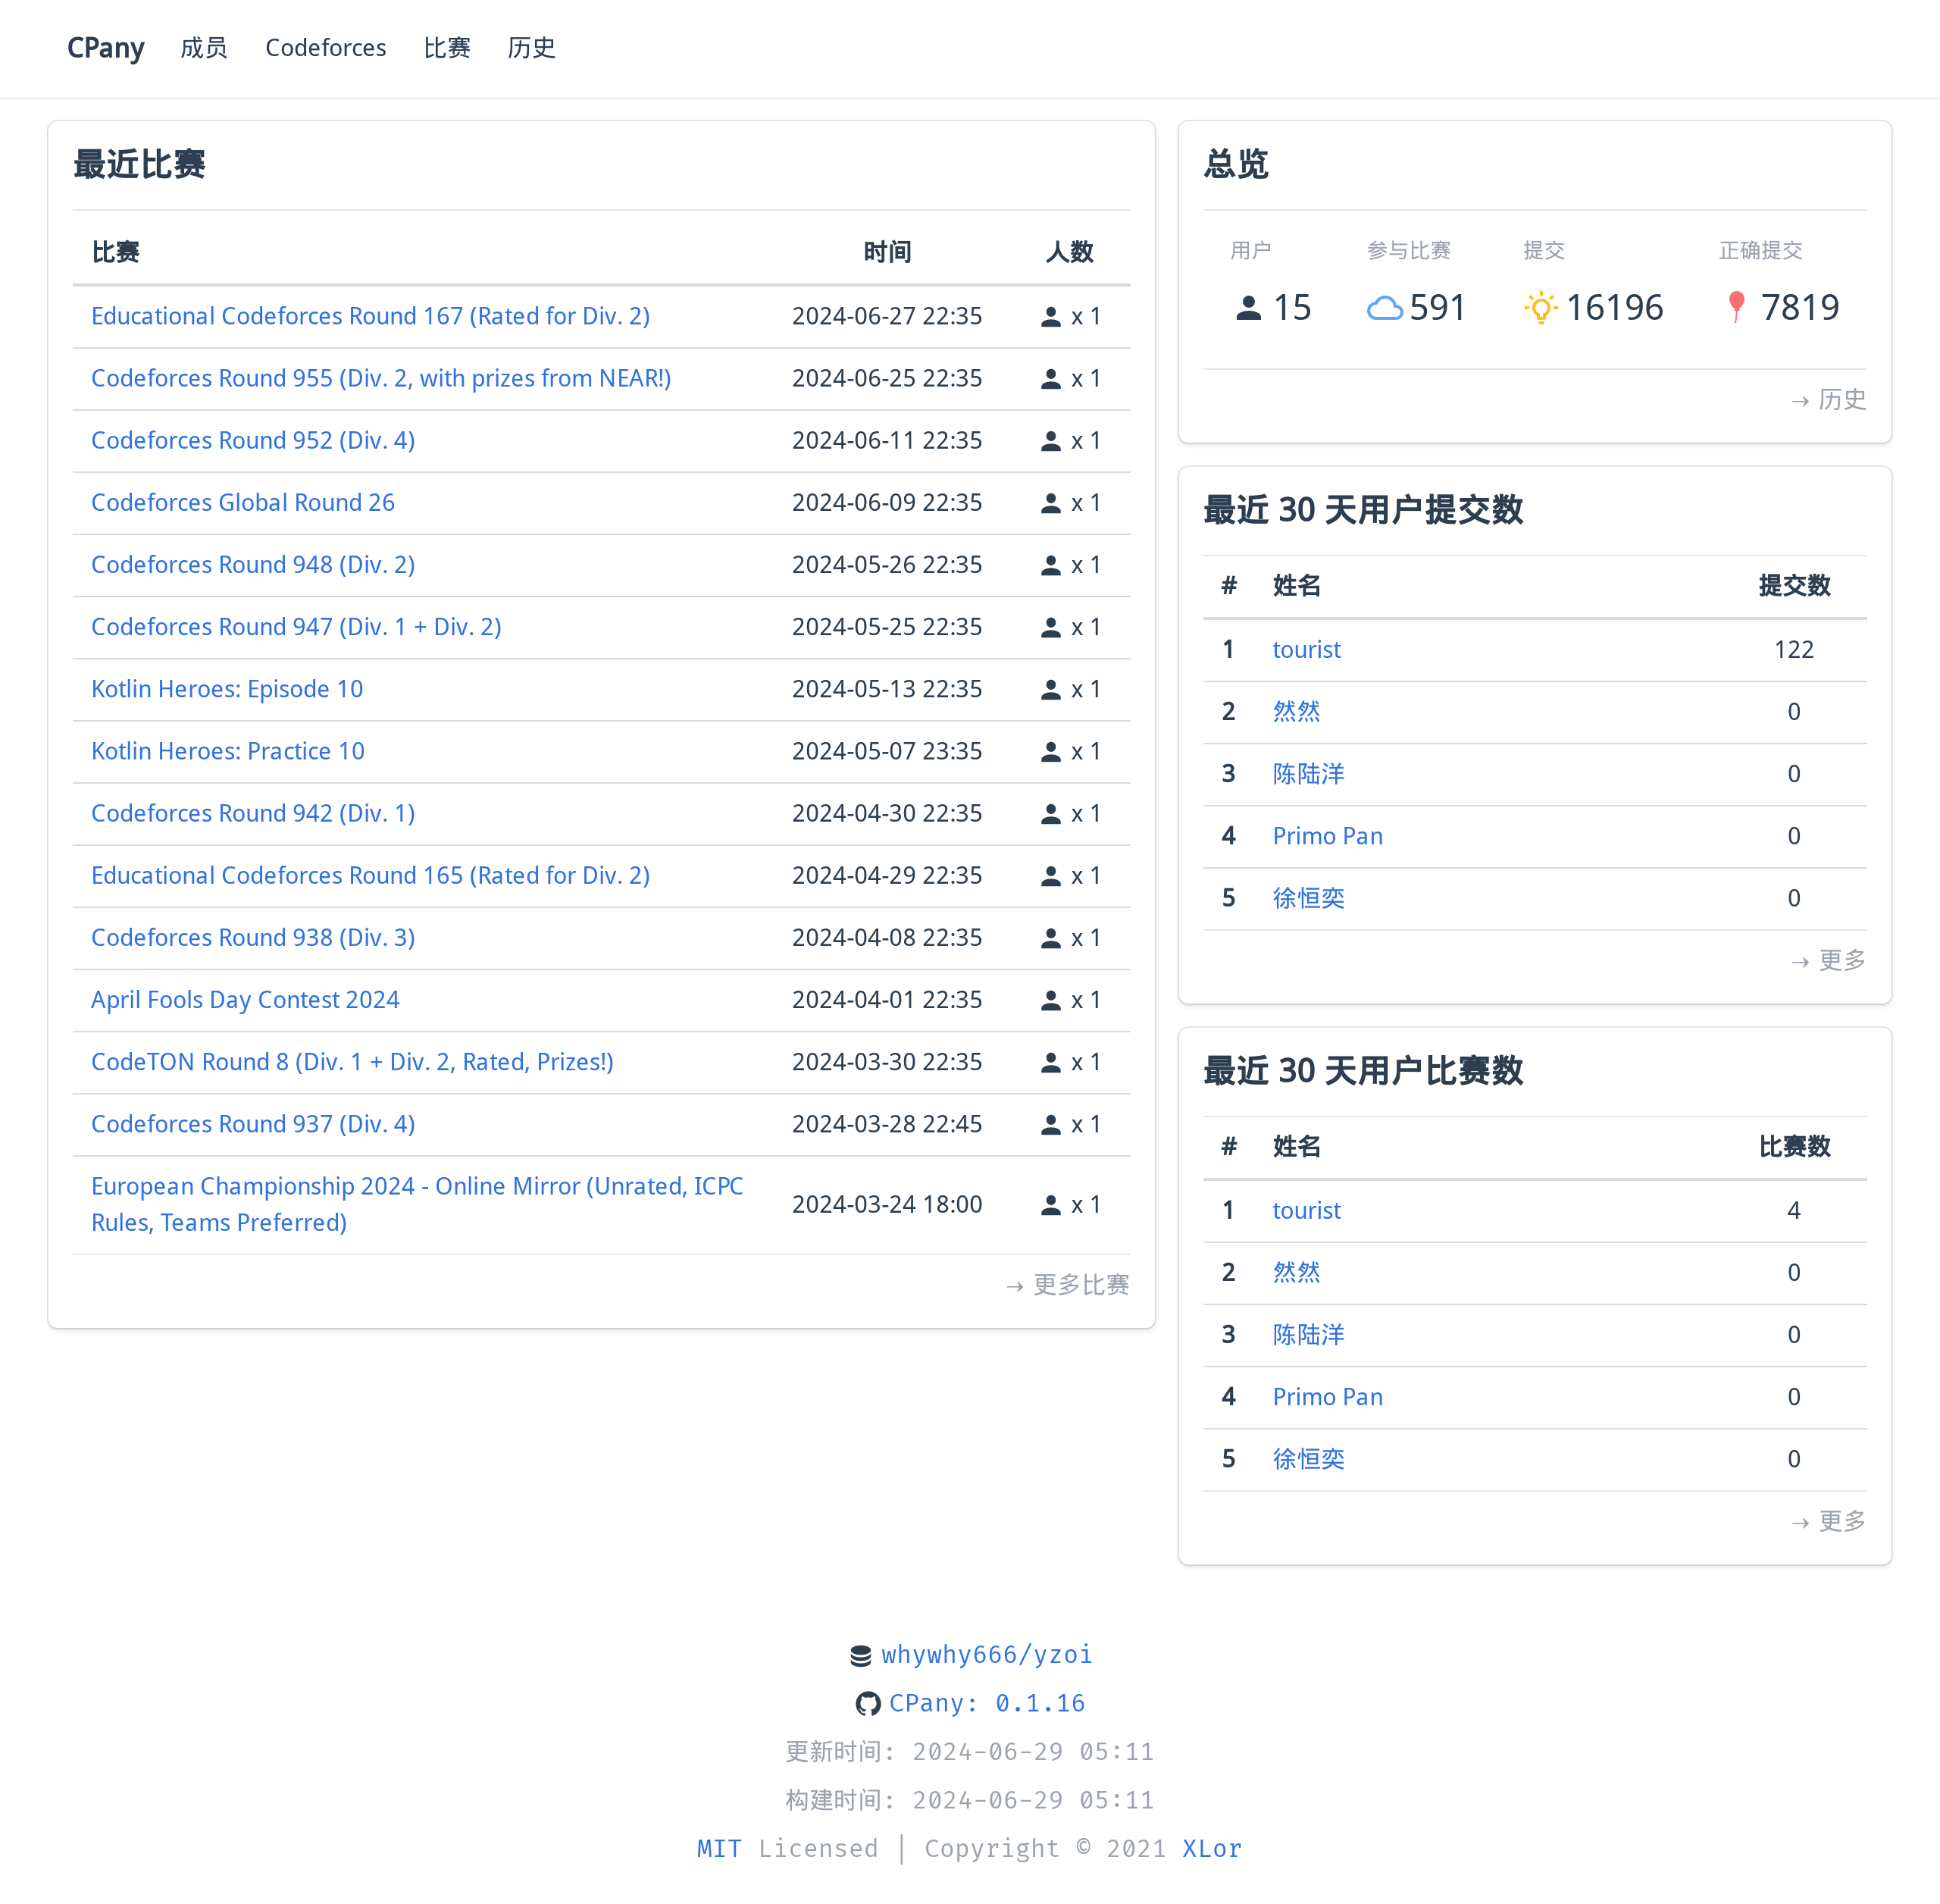 CPany 成员 Codeforces 比赛 历史
最近比赛
比赛 时间 人数
Educational Codeforces Round 167 (Rated for Div. 2) 2024-06-27 22:35 x 1
Codeforces Round 955 (Div. 2, with prizes from NEAR!) 2024-06-25 22:35 x 1
Codeforces Round 952 (Div. 4) 2024-06-11 22:35 x 1
Codeforces Global Round 26 2024-06-09 22:35 x 1
Codeforces Round 948 (Div. 2) 2024-05-26 22:35 x 1
Codeforces Round 947 (Div. 1 + Div. 2) 2024-05-25 22:35 x 1
Kotlin Heroes: Episode 10 2024-05-13 22:35 x 1
Kotlin Heroes: Practice 10 2024-05-07 23:35 x 1
Codeforces Round 942 (Div. 1) 2024-04-30 22:35 x 1
Educational Codeforces Round 165 (Rated for Div. 2) 2024-04-29 22:35 x 1
Codeforces Round 938 (Div. 3) 2024-04-08 22:35 x 1
April Fools Day Contest 2024 2024-04-01 22:35 x 1
CodeTON Round 8 (Div. 1 + Div. 2, Rated, Prizes!) 2024-03-30 22:35 x 1
Codeforces Round 937 (Div. 4) 2024-03-28 22:45 x 1
European Championship 2024 - Online Mirror (Unrated, ICPC
Rules, Teams Preferred) 2024-03-24 18:00 x 1
→ 更多比赛
总览
用户 参与比赛 提交 正确提交
15 591 16196 7819
→ 历史
最近 30 天用户提交数
# 姓名 提交数
1 tourist 122
2 然然 0
3 陈陆洋 0
4 Primo Pan 0
5 徐恒奕 0
→ 更多
最近 30 天用户比赛数
# 姓名 比赛数
1 tourist 4
2 然然 0
3 陈陆洋 0
4 Primo Pan 0
5 徐恒奕 0
→ 更多
whywhy666/yzoi
CPany: 0.1.16
更新时间: 2024-06-29 05:11
构建时间: 2024-06-29 05:11
MIT Licensed | Copyright © 2021 XLor